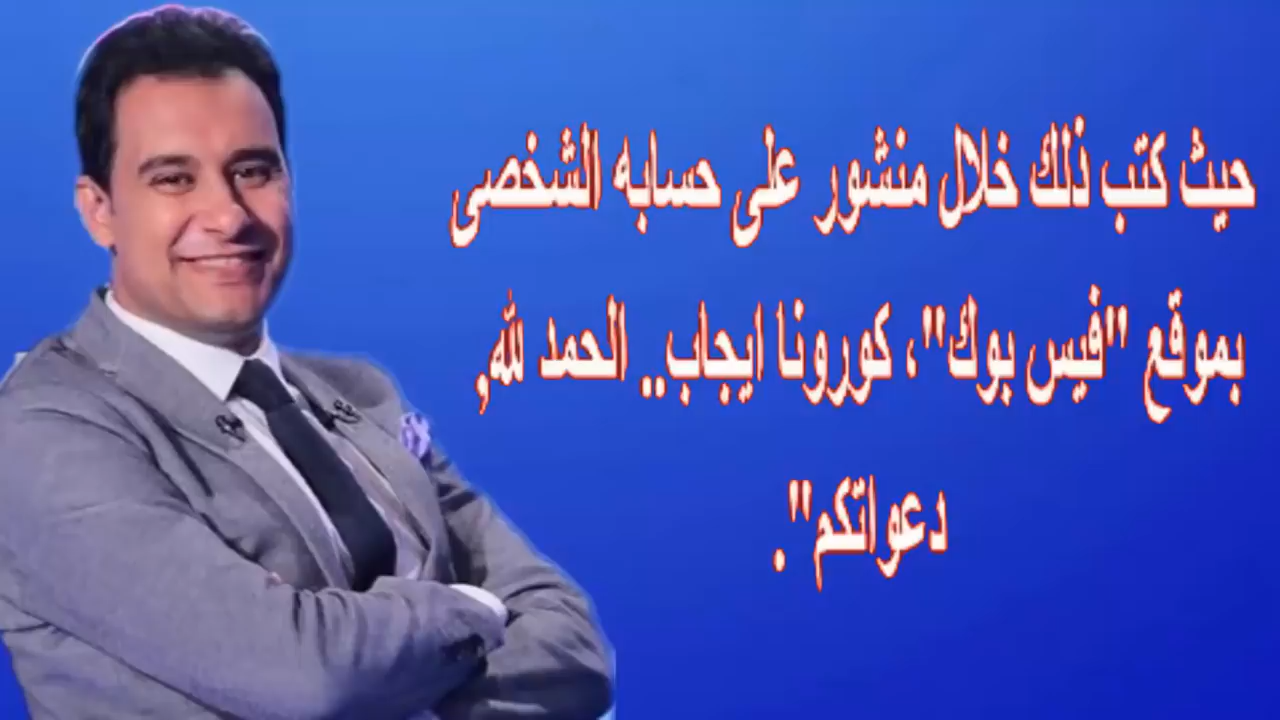 حيث كتب ذلك خلال منشور على حسابه الشخصى
بموقع "فيس بوك"، كورونا ايجاب.. الحمد لله,
دعواتكم".